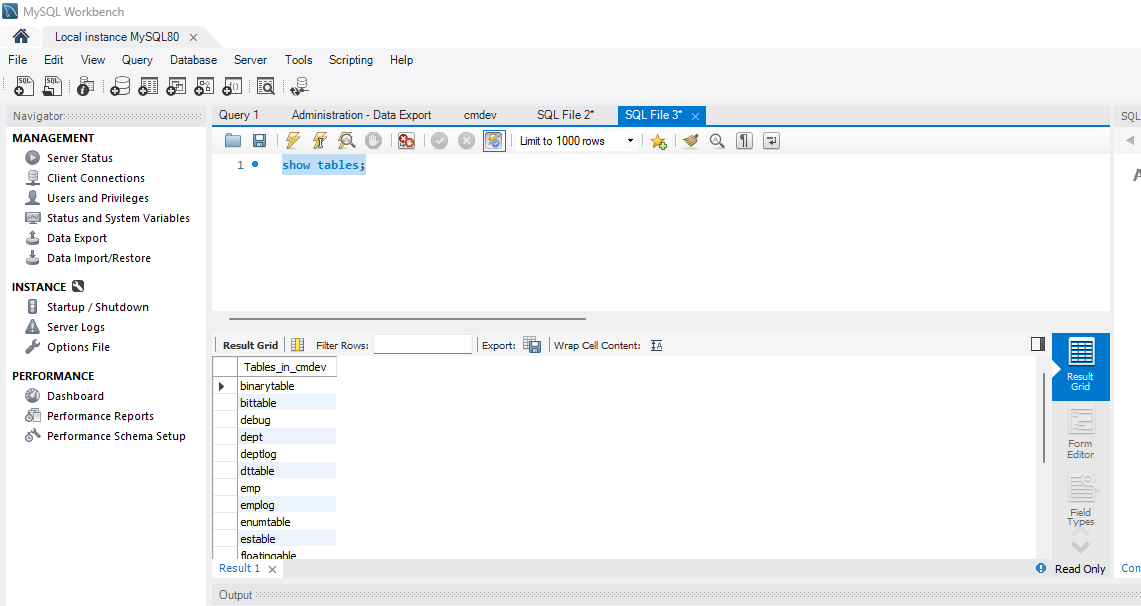 MySQL Workbench
Local instance MySQL80
File Edit View Query Database Server Tools Scripting Help
Navigator
MANAGEMENT
Server Status
Client Connections
Users and Privileges
Status and System Variables
Data Export
Data Import/Restore
INSTANCE
Startup / Shutdown
Server Logs
Options File
PERFORMANCE
Dashboard
Performance Reports
Performance Schema Setup
Query 1 Administration - Data Export cmdev SQL File 2* SQL File 3*
Limit to 1000 rows
1 show tables;
Result Grid Filter Rows: Export: Wrap Cell Content:
Tables_in_cmdev
binarytable
bittable
debug
dept
deptlog
dttable
emp
emplog
enumtable
estable
floatingable
Result Grid
Form Editor
Field Types
Result 1
Read Only
Output
SQL
A
Con